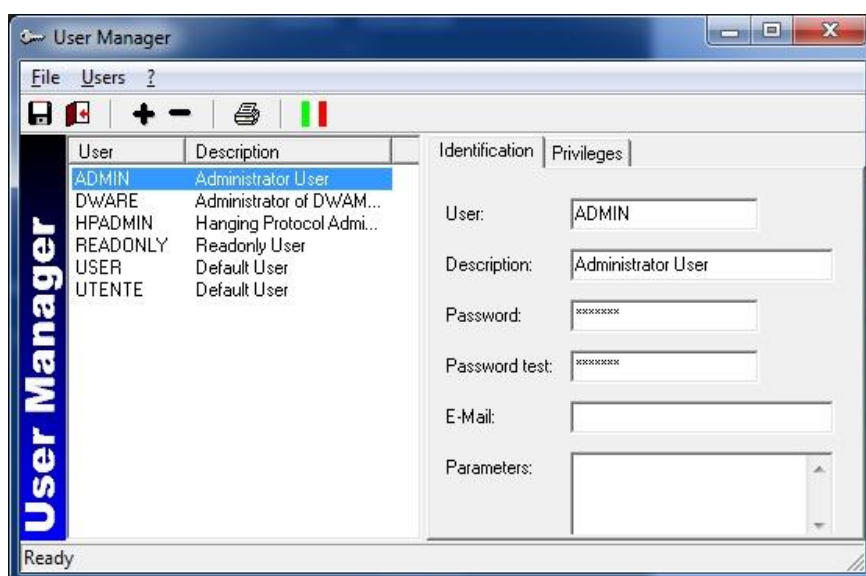 User Manager
File Users ?
User Description
ADMIN Administrator User
DWARE Administrator of DWAM...
HPADMIN Hanging Protocol Admi...
READONLY Readonly User
USER Default User
UTENTE Default User
User Manager
Identification Privileges
User: ADMIN
Description: Administrator User
Password: *******
Password test: *******
E-Mail:
Parameters:
Ready